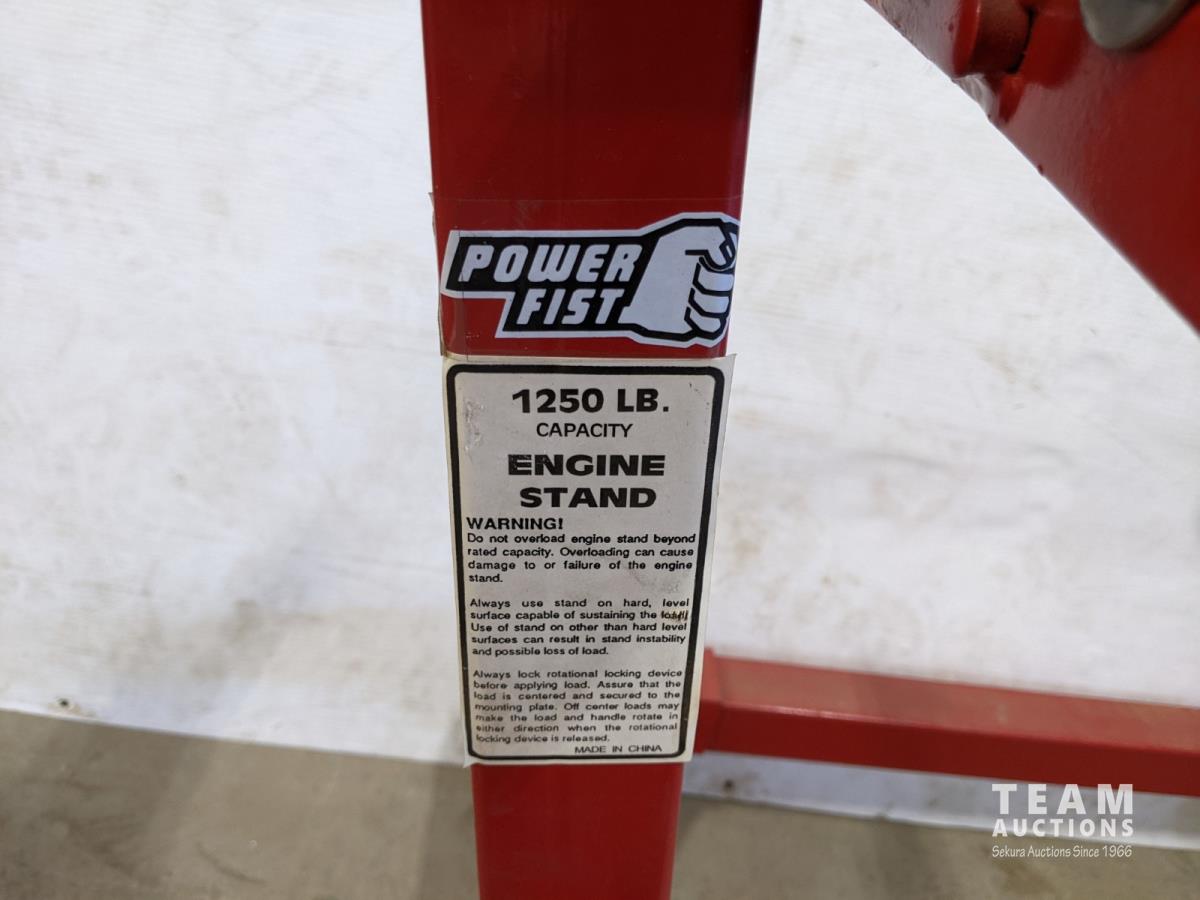 POWER
FIST
1250 LB.
CAPACITY
ENGINE
STAND
WARNING!
Do not overload engine stand beyond
rated capacity. Overloading can cause
damage to or failure of the engine
stand.
Always use stand on hard, level
surface capable of sustaining the load.
Use of stand on other than hard level
surfaces can result in stand instability
and possible loss of load.
Always lock rotational locking device
before applying load. Assure that the
load is centered and secured to the
mounting plate. Off center loads may
make the load and handle rotate in
either direction when the rotational
locking device is released.
MADE IN CHINA
TEAM
AUCTIONS
Sekura Auctions Since 1966